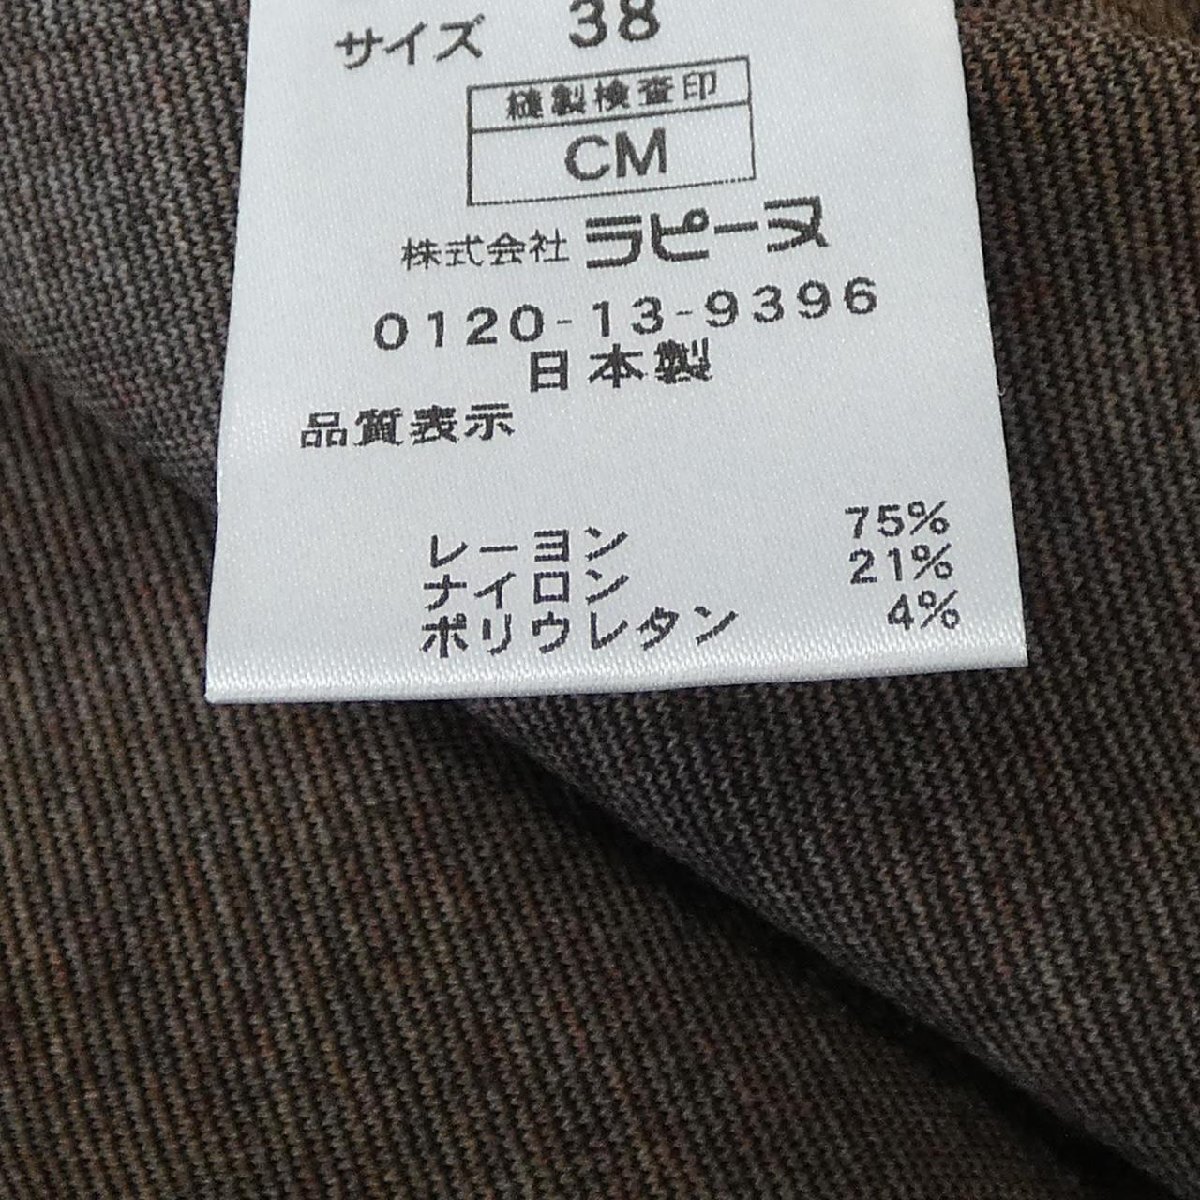 サイズ 38
縫製検査印
CM
株式会社 ラピーヌ
0120-13-9396
日本製
品質表示
レーヨン 75%
ナイロン 21%
ポリウレタン 4%